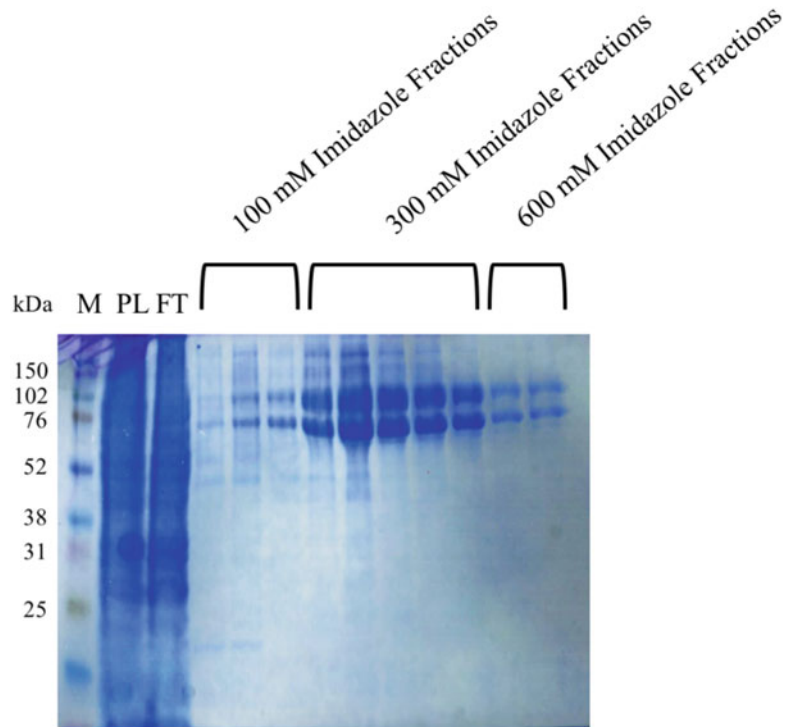 100 mM Imidazole Fractions
300 mM Imidazole Fractions
600 mM Imidazole Fractions
kDa M PL FT
150
102
76
52
38
31
25